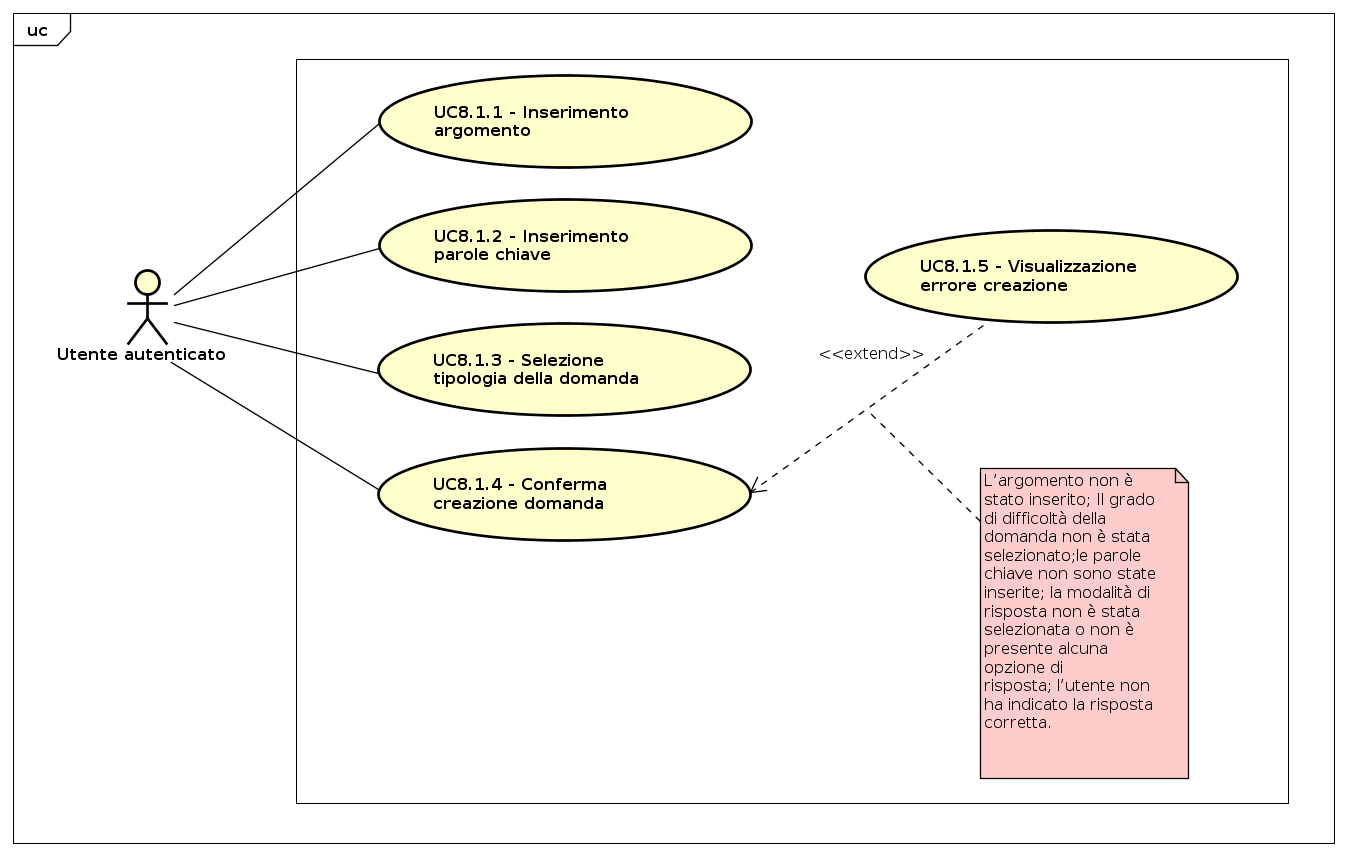 uc
UC8.1.1 - Inserimento
argomento
UC8.1.2 - Inserimento
parole chiave
UC8.1.5 - Visualizzazione
errore creazione
Utente autenticato
<<extend>>
UC8.1.3 - Selezione
tipologia della domanda
UC8.1.4 - Conferma
creazione domanda
L'argomento non è
stato inserito; Il grado
di difficoltà della
domanda non è stata
selezionato;le parole
chiave non sono state
inserite; la modalità di
risposta non è stata
selezionata o non è
presente alcuna
opzione di
risposta; l'utente non
ha indicato la risposta
corretta.